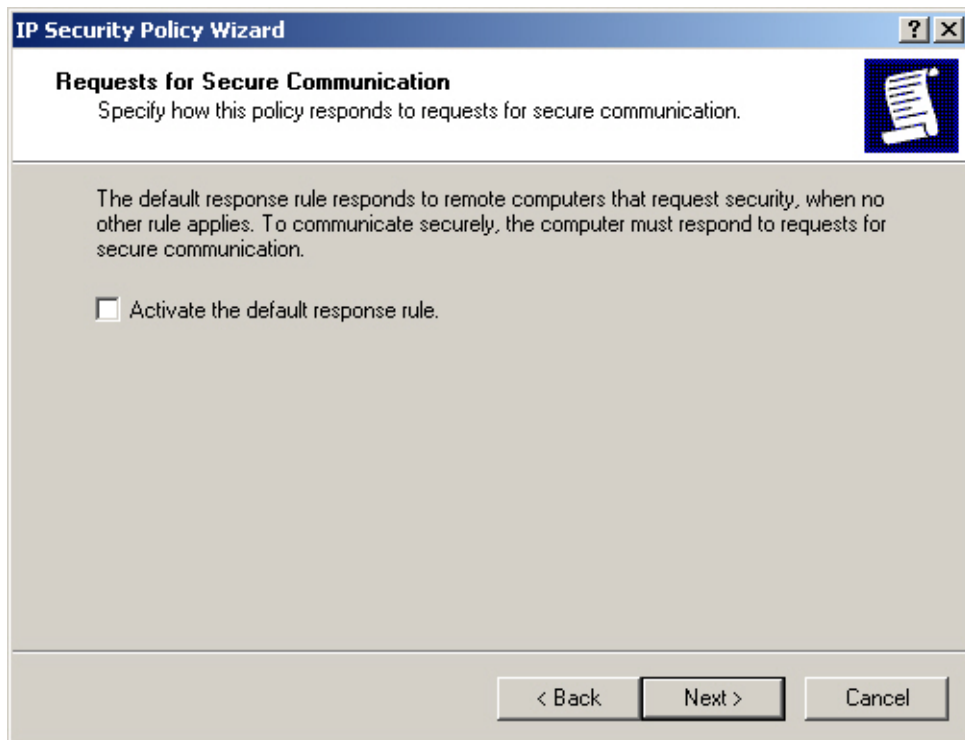 IP Security Policy Wizard
Requests for Secure Communication
Specify how this policy responds to requests for secure communication.
The default response rule responds to remote computers that request security, when no
other rule applies. To communicate securely, the computer must respond to requests for
secure communication.
Activate the default response rule.
< Back
Next >
Cancel